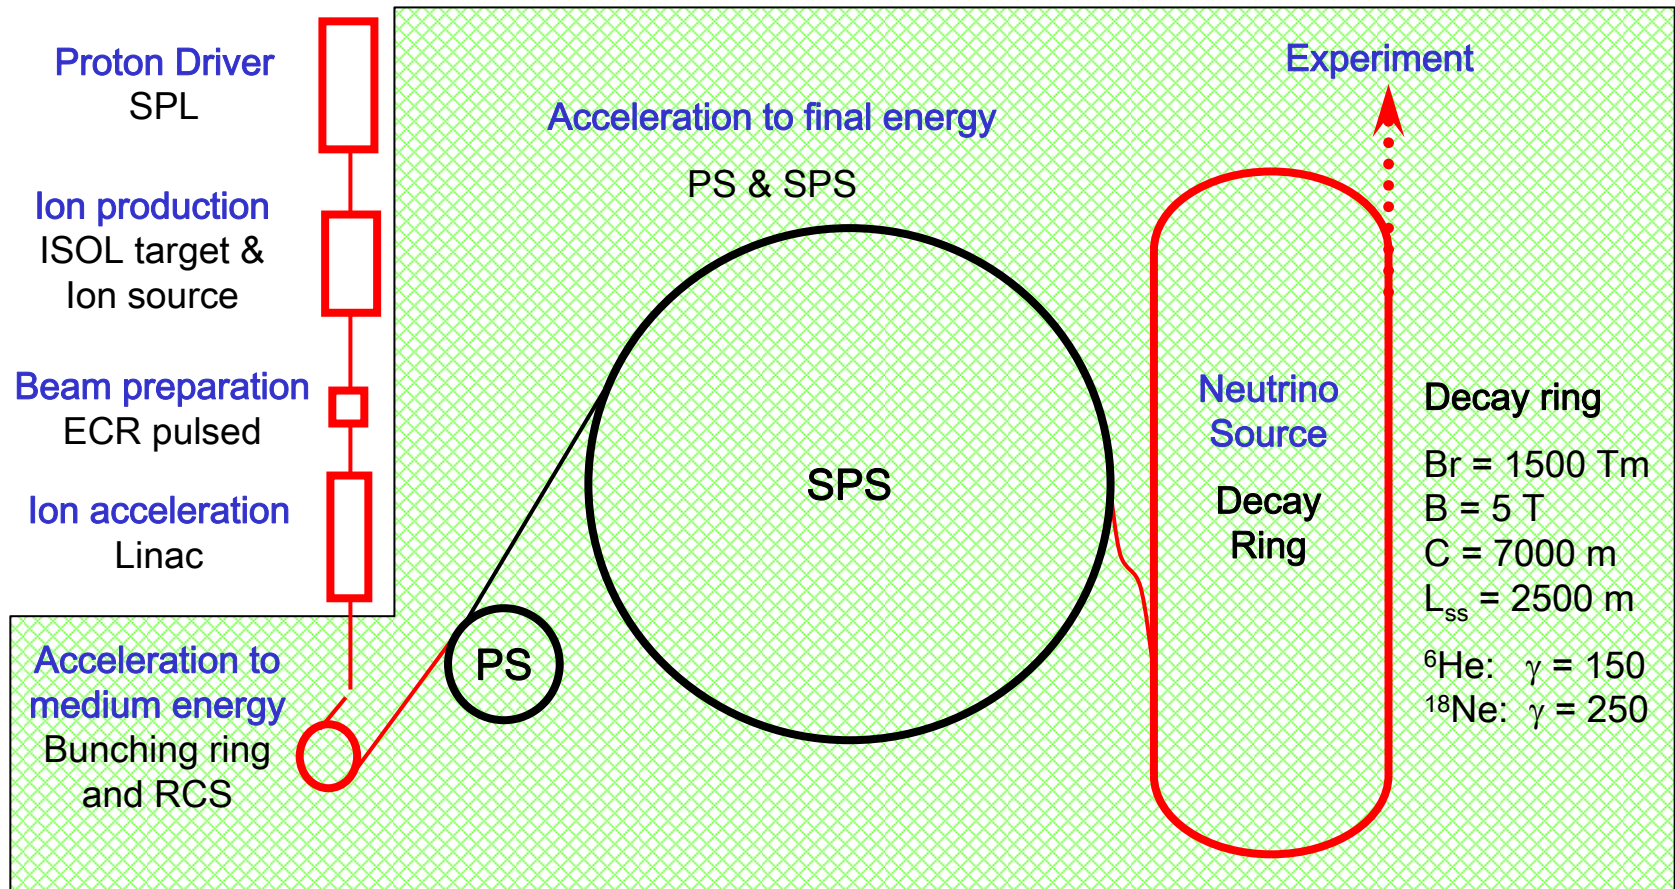 Proton Driver
SPL
Ion production
ISOL target &
Ion source
Beam preparation
ECR pulsed
Ion acceleration
Linac
Acceleration to
medium energy
Bunching ring
and RCS
Acceleration to final energy
PS & SPS
PS
SPS
Experiment
Neutrino
Source
Decay
Ring
Decay ring
Br = 1500 Tm
B = 5 T
C = 7000 m
Lss = 2500 m
⁶He: γ = 150
¹⁸Ne: γ = 250